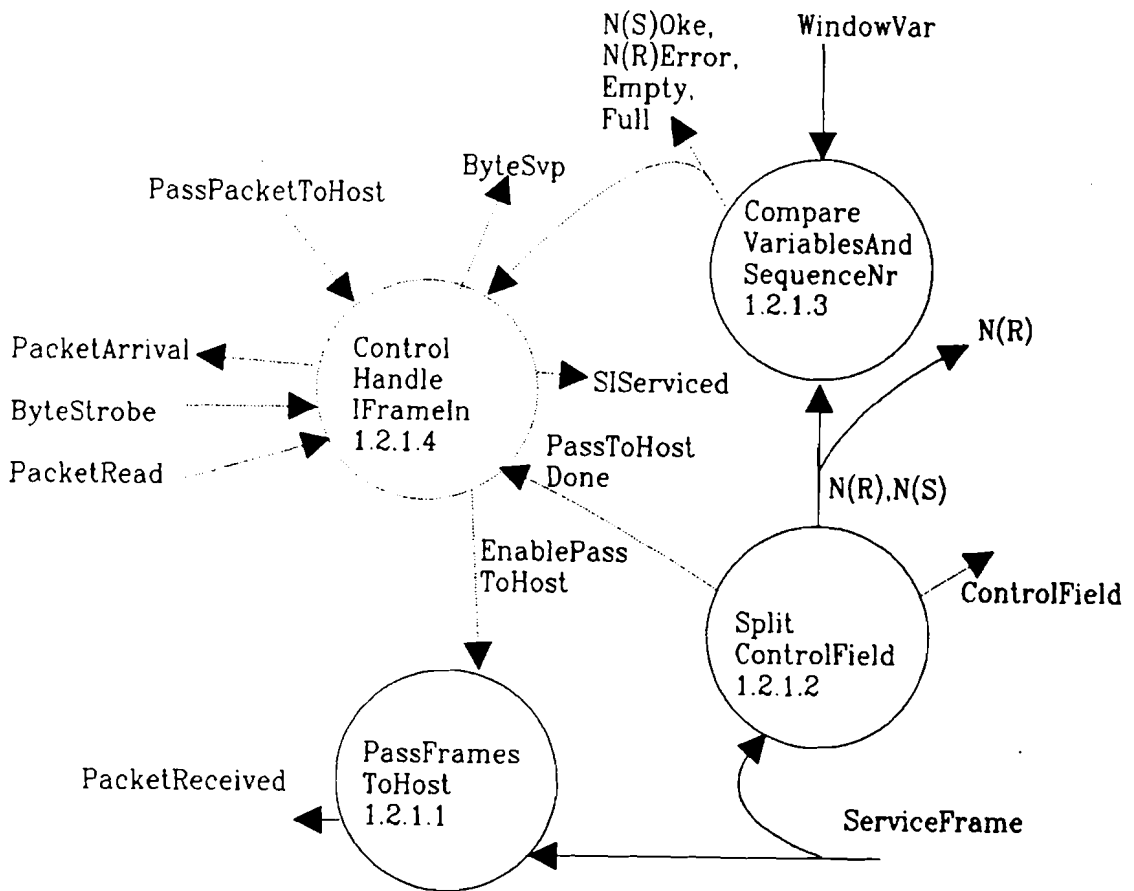 N(S)Oke,
N(R)Error,
Empty,
Full
WindowVar
ByteSvp
PassPacketToHost
Compare
VariablesAnd
SequenceNr
1.2.1.3
N(R)
PacketArrival
Control
Handle
IFrameIn
1.2.1.4
SIServiced
ByteStrobe
PacketRead
PassToHost
Done
N(R),N(S)
EnablePass
ToHost
ControlField
Split
ControlField
1.2.1.2
PassFrames
ToHost
1.2.1.1
PacketReceived
ServiceFrame